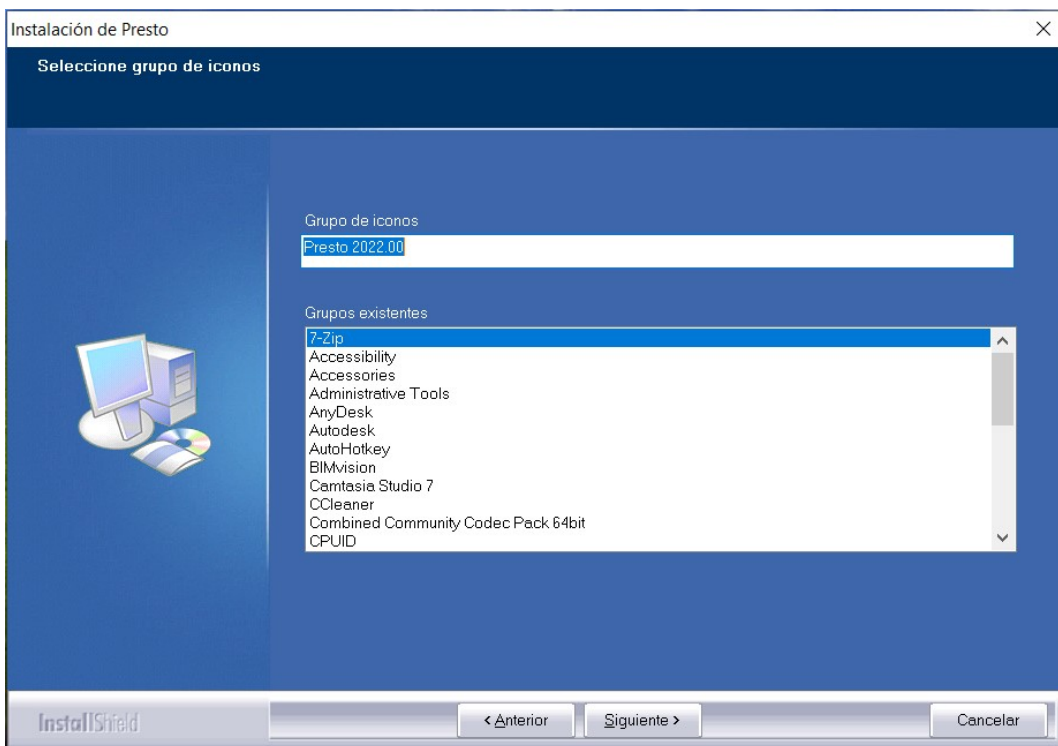 Instalación de Presto
Seleccione grupo de iconos
Grupo de iconos
Presto 2022.00
Grupos existentes
7-Zip
Accessibility
Accessories
Administrative Tools
AnyDesk
Autodesk
AutoHotkey
BIMvision
Camtasia Studio 7
CCleaner
Combined Community Codec Pack 64bit
CPUID
InstallShield
< Anterior
Siguiente >
Cancelar